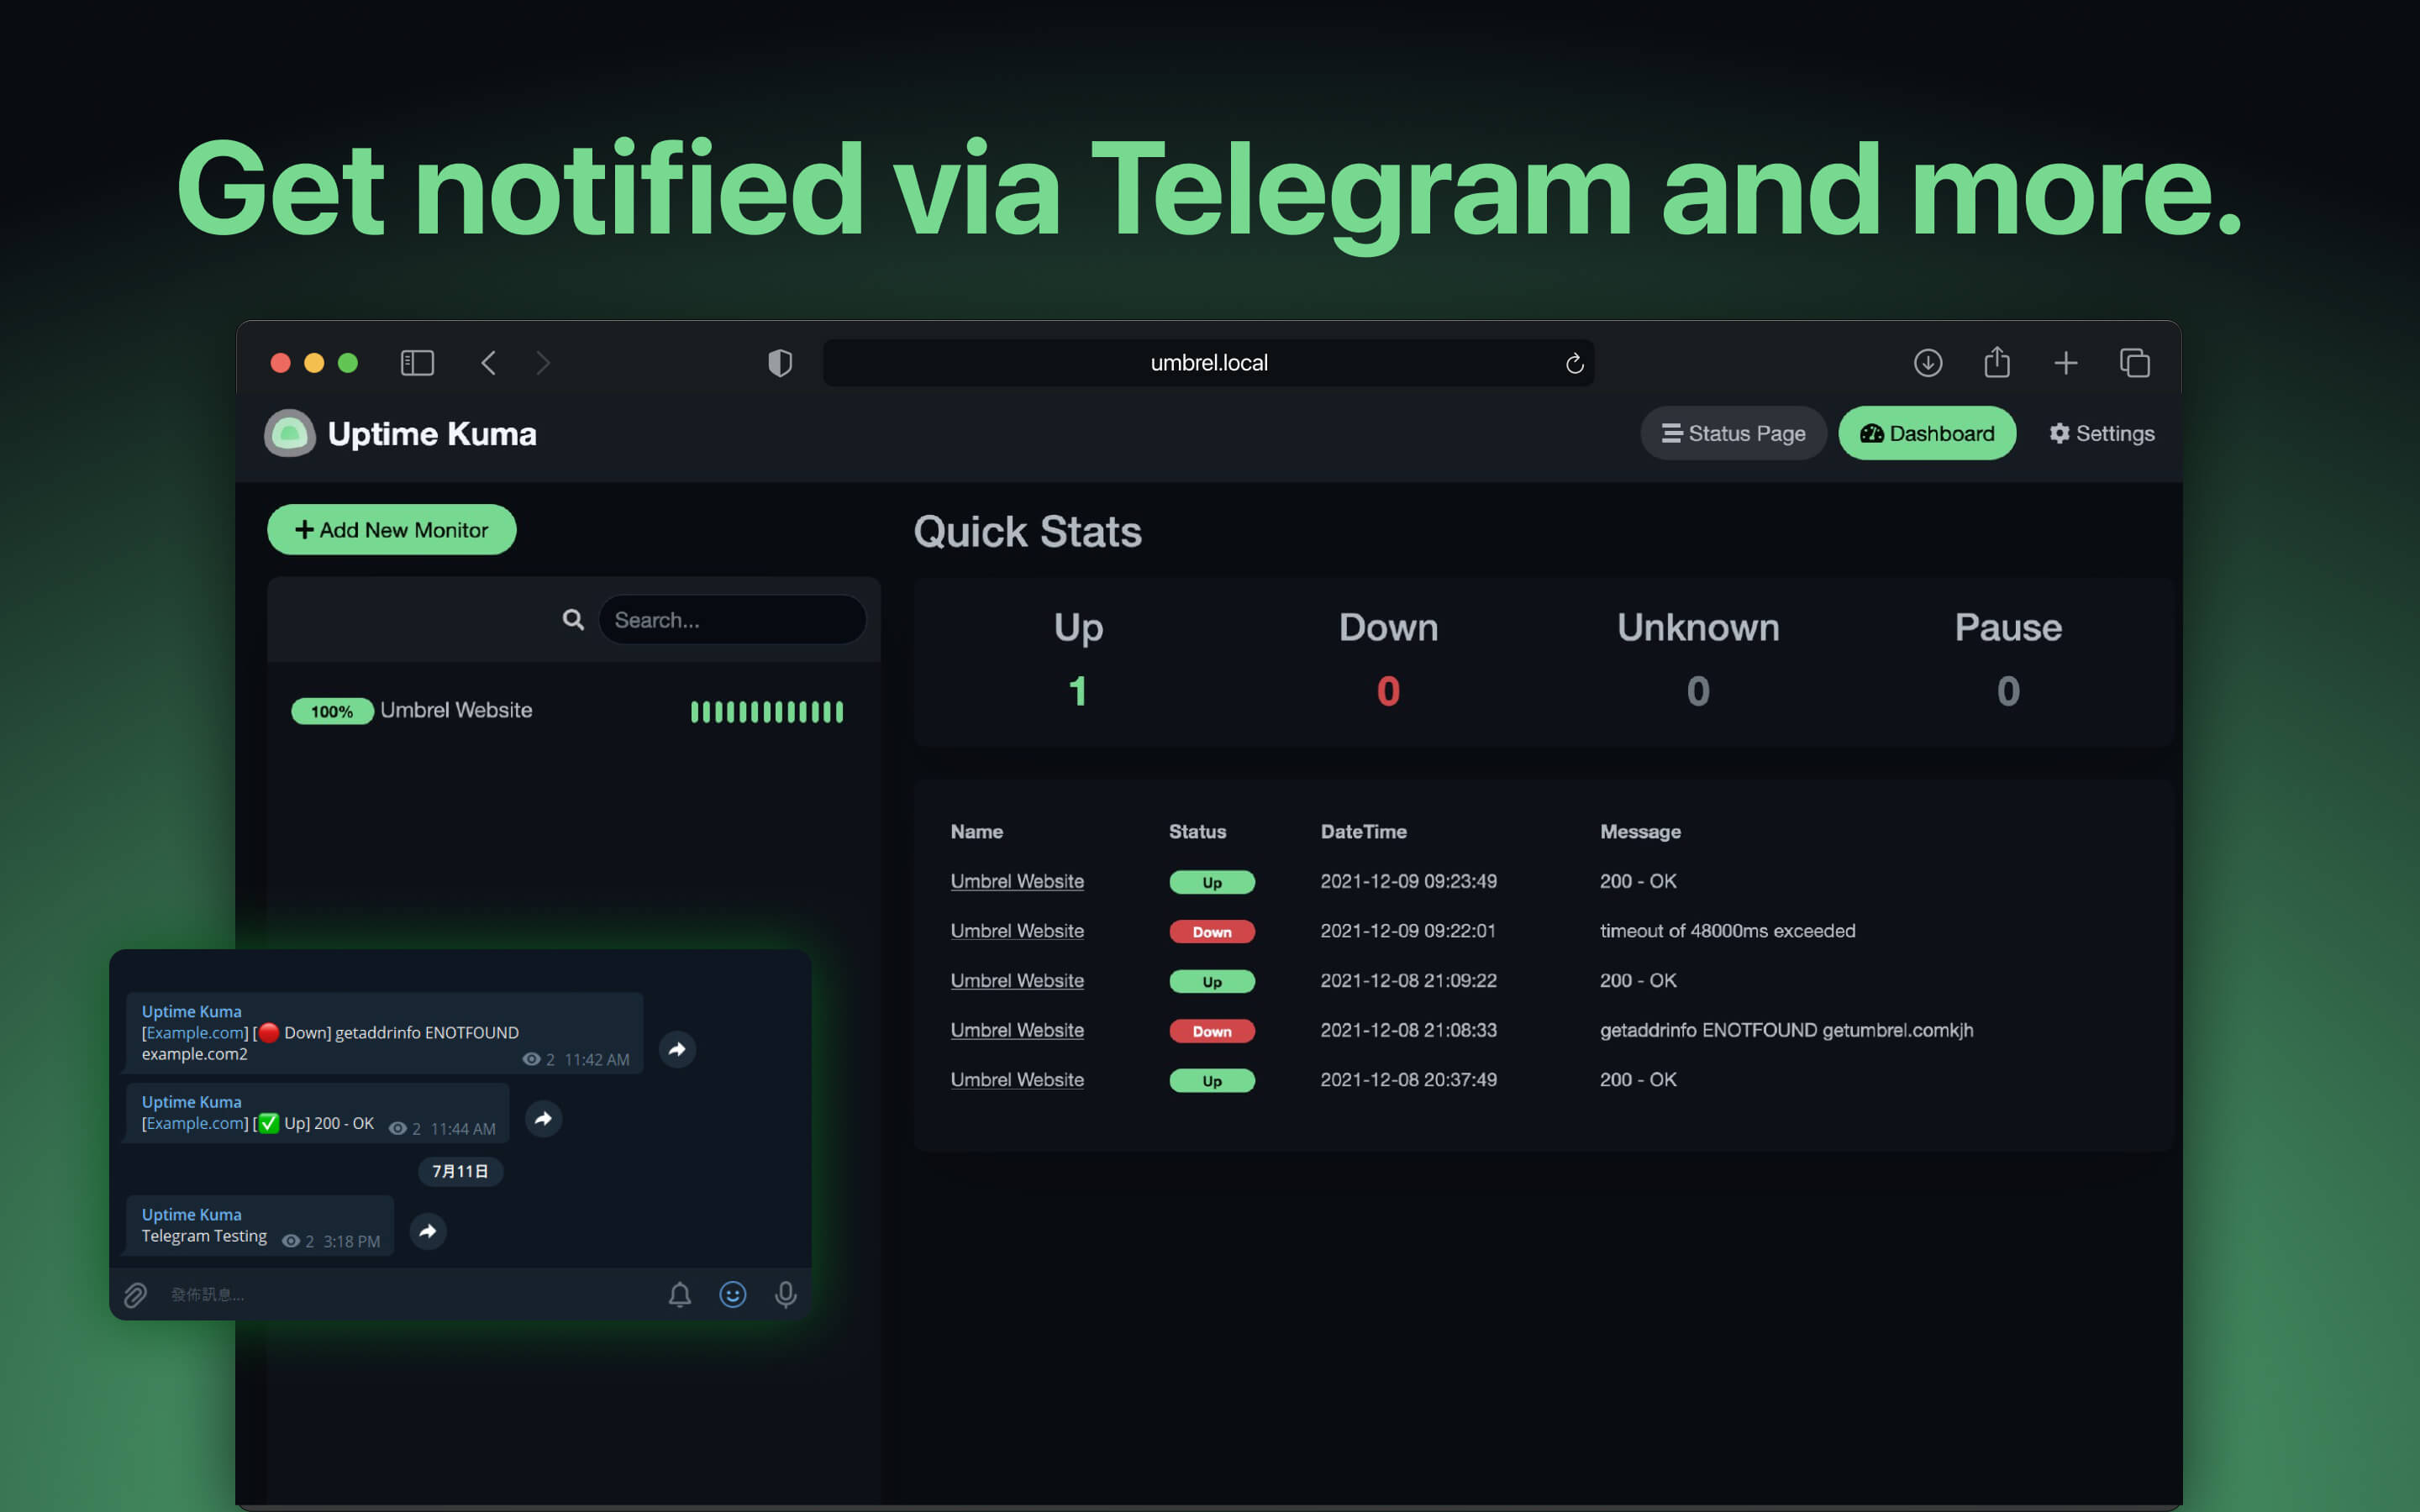 Get notified via Telegram and more.
umbrel.local
Uptime Kuma
Status Page
Dashboard
Settings
+ Add New Monitor
Search...
100% Umbrel Website
Quick Stats
Up Down Unknown Pause
1 0 0 0
Name Status DateTime Message
Umbrel Website Up 2021-12-09 09:23:49 200 - OK
Umbrel Website Down 2021-12-09 09:22:01 timeout of 48000ms exceeded
Umbrel Website Up 2021-12-08 21:09:22 200 - OK
Umbrel Website Down 2021-12-08 21:08:33 getaddrinfo ENOTFOUND getumbrel.comkjh
Umbrel Website Up 2021-12-08 20:37:49 200 - OK
Uptime Kuma
[Example.com] [🔴 Down] getaddrinfo ENOTFOUND
example.com2
2 11:42 AM
Uptime Kuma
[Example.com] [✅ Up] 200 - OK 2 11:44 AM
7月11日
Uptime Kuma
Telegram Testing 2 3:18 PM
發佈訊息...